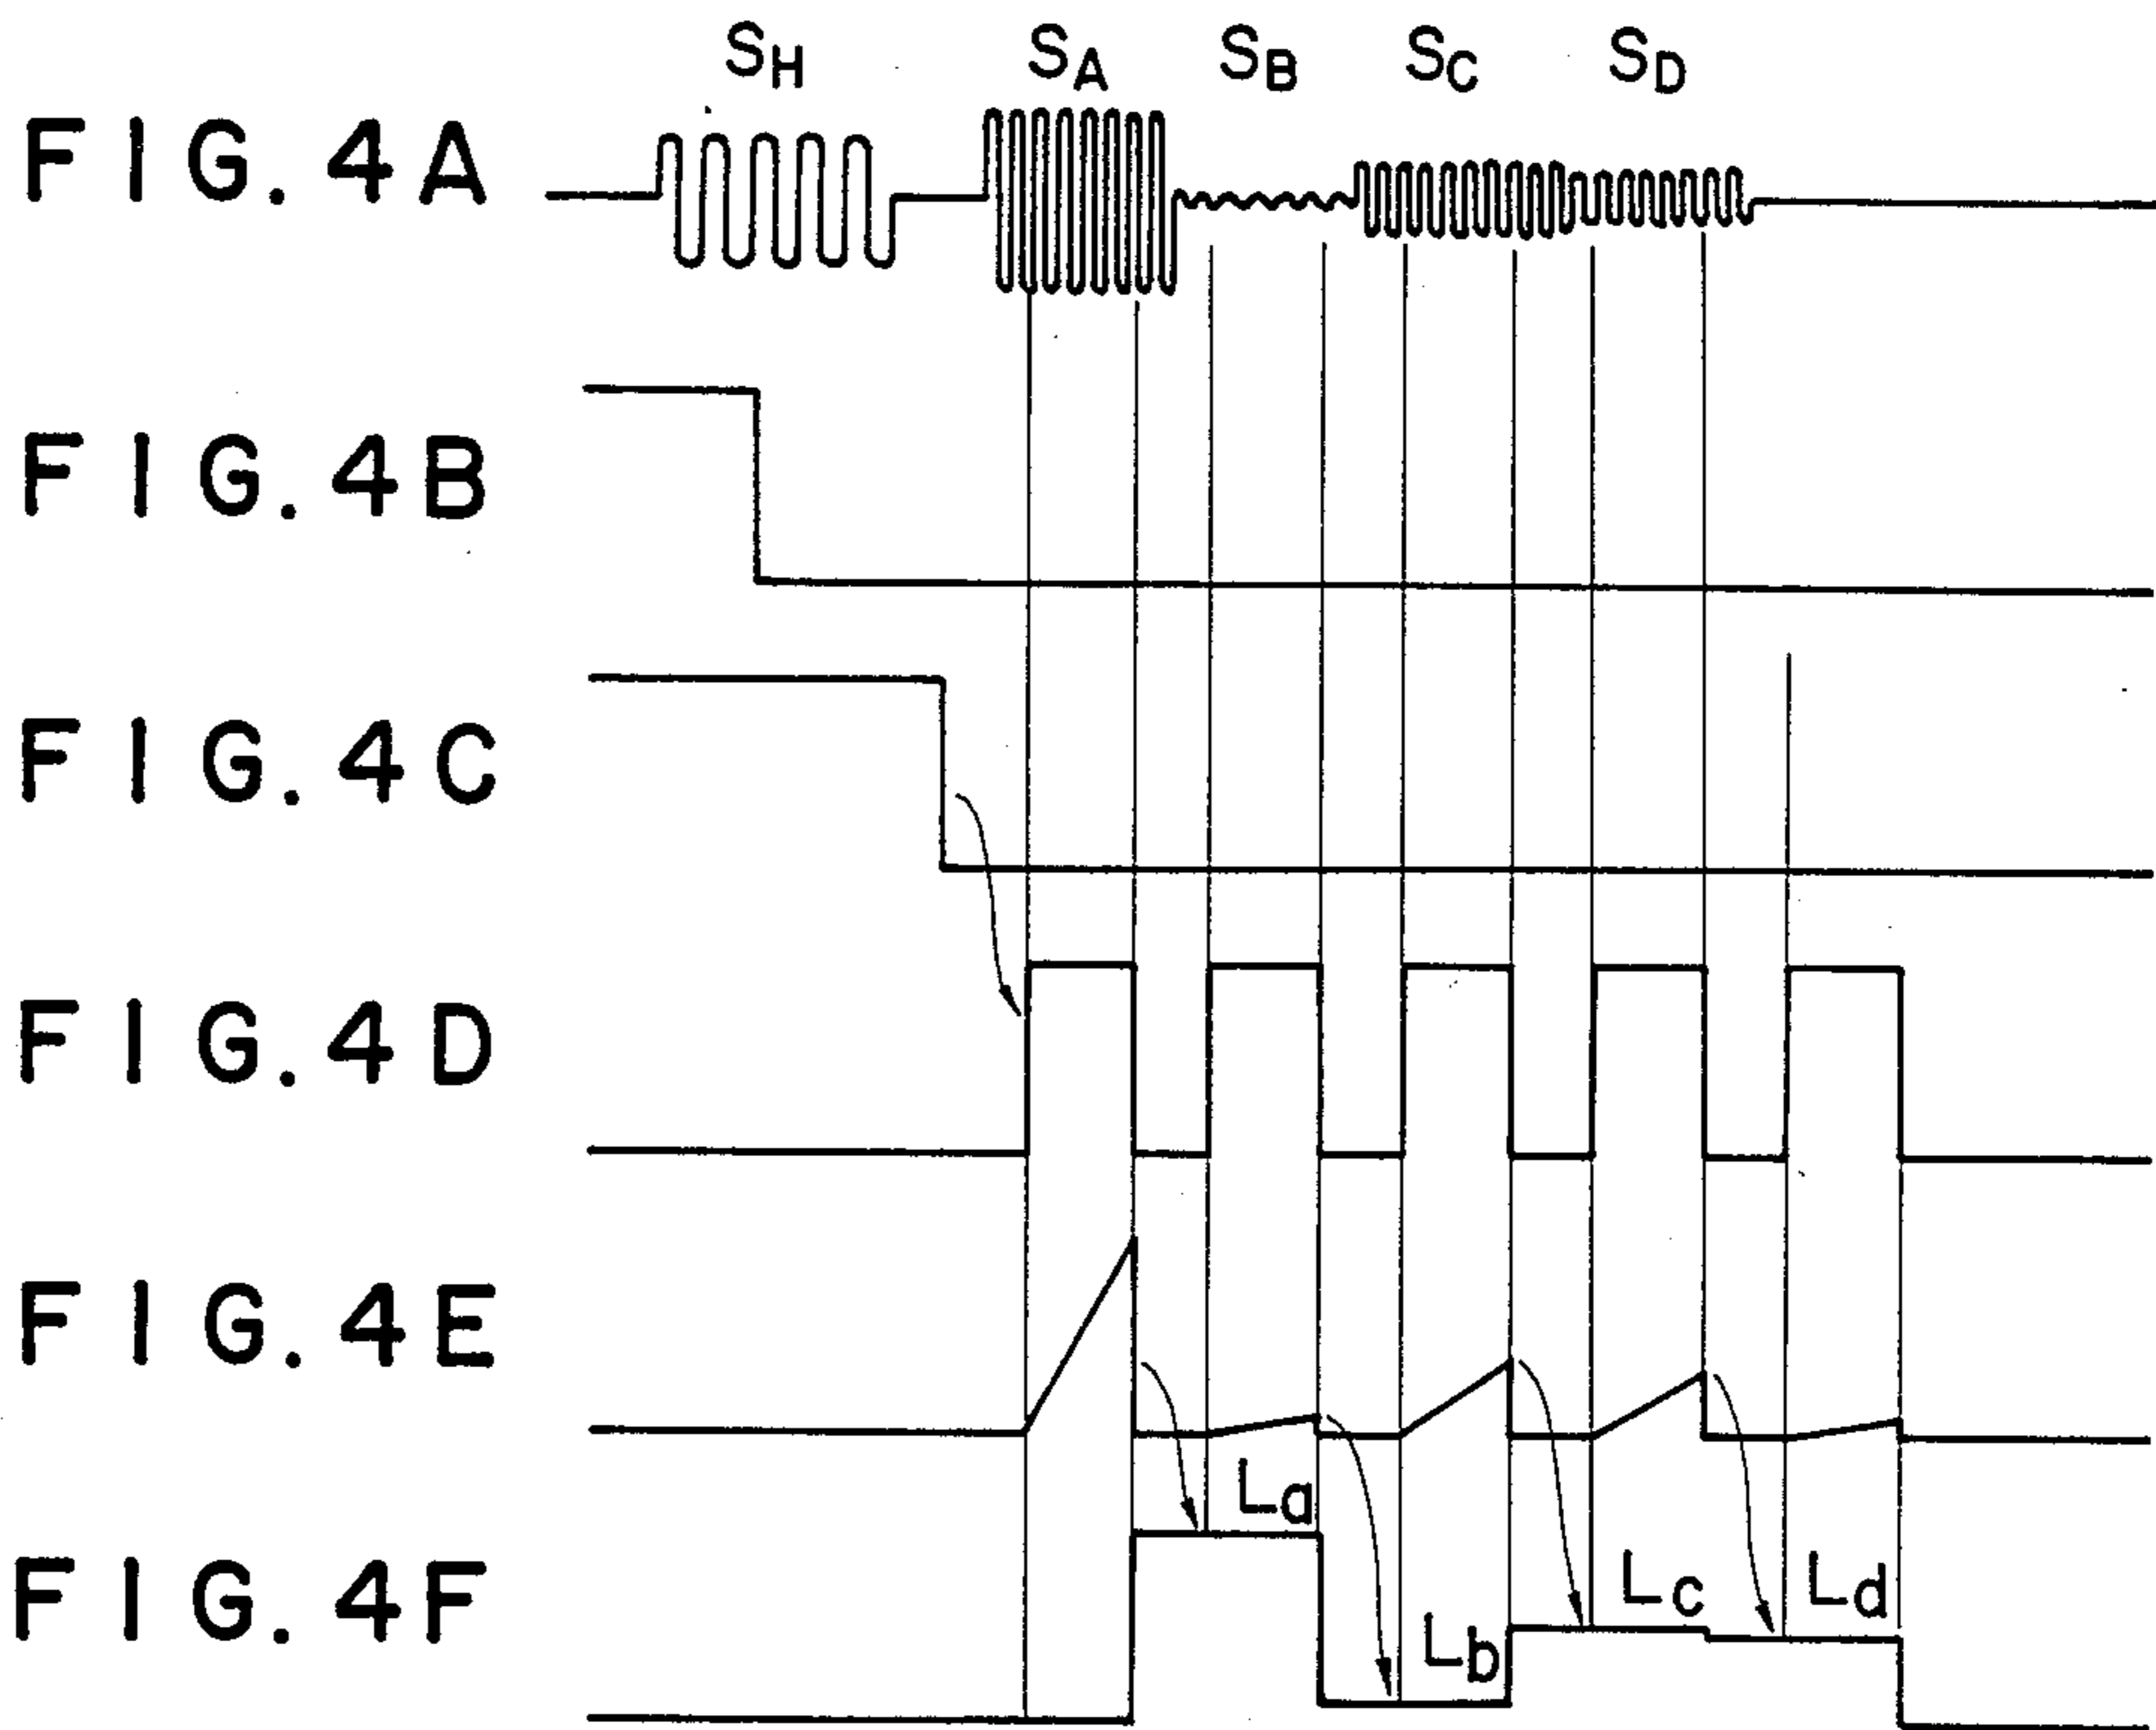 SH SA SB SC SD
FIG. 4A
FIG. 4B
FIG. 4C
FIG. 4D
FIG. 4E
La
FIG. 4F
Lb
Lc
Ld